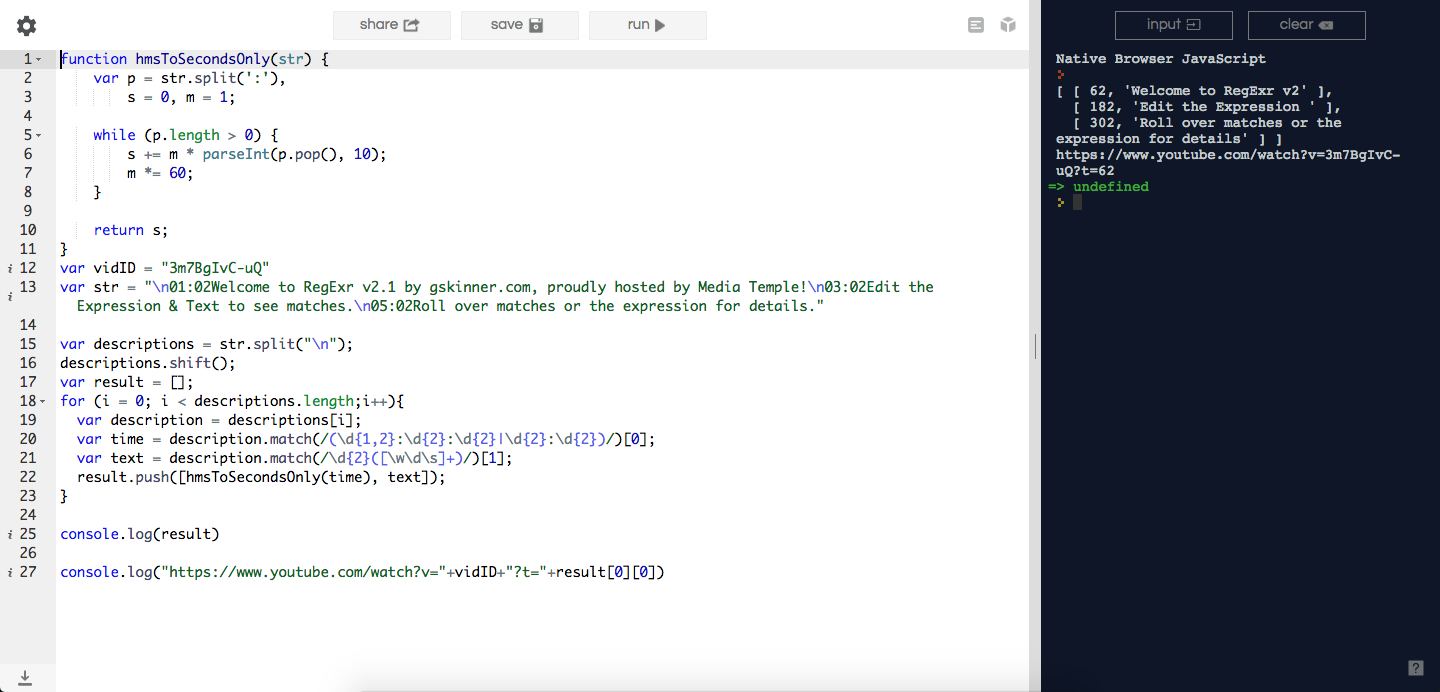 share save run input clear
1 function hmsToSecondsOnly(str) {
2 var p = str.split(':'),
3 s = 0, m = 1;
4
5 while (p.length > 0) {
6 s += m * parseInt(p.pop(), 10);
7 m *= 60;
8 }
9
10 return s;
11 }
i 12 var vidID = "3m7BgIvC-uQ"
i 13 var str = "\n01:02Welcome to RegExr v2.1 by gskinner.com, proudly hosted by Media Temple!\n03:02Edit the
Expression & Text to see matches.\n05:02Roll over matches or the expression for details."
14
15 var descriptions = str.split("\n");
16 descriptions.shift();
17 var result = [];
18 for (i = 0; i < descriptions.length;i++){
19 var description = descriptions[i];
20 var time = description.match(/(\d{1,2}:\d{2}:\d{2}|\d{2}:\d{2})/)[0];
21 var text = description.match(/\d{2}([\w\d\s]+)/)[1];
22 result.push([hmsToSecondsOnly(time), text]);
23 }
24
i 25 console.log(result)
26
i 27 console.log("https://www.youtube.com/watch?v="+vidID+"?t="+result[0][0])
Native Browser JavaScript
[ [ 62, 'Welcome to RegExr v2' ],
[ 182, 'Edit the Expression ' ],
[ 302, 'Roll over matches or the
expression for details' ] ]
https://www.youtube.com/watch?v=3m7BgIvC-
uQ?t=62
=> undefined
?